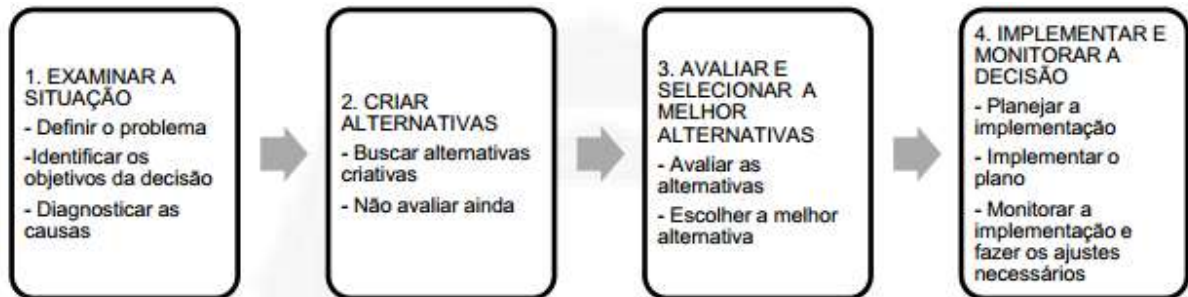 1. EXAMINAR A
SITUAÇÃO
- Definir o problema
-Identificar os
objetivos da decisão
- Diagnosticar as
causas
2. CRIAR
ALTERNATIVAS
- Buscar alternativas
criativas
- Não avaliar ainda
3. AVALIAR E
SELECIONAR A
MELHOR
ALTERNATIVAS
- Avaliar as
alternativas
- Escolher a melhor
alternativa
4. IMPLEMENTAR E
MONITORAR A
DECISÃO
- Planejar a
implementação
- Implementar o
plano
- Monitorar a
implementação e
fazer os ajustes
necessários